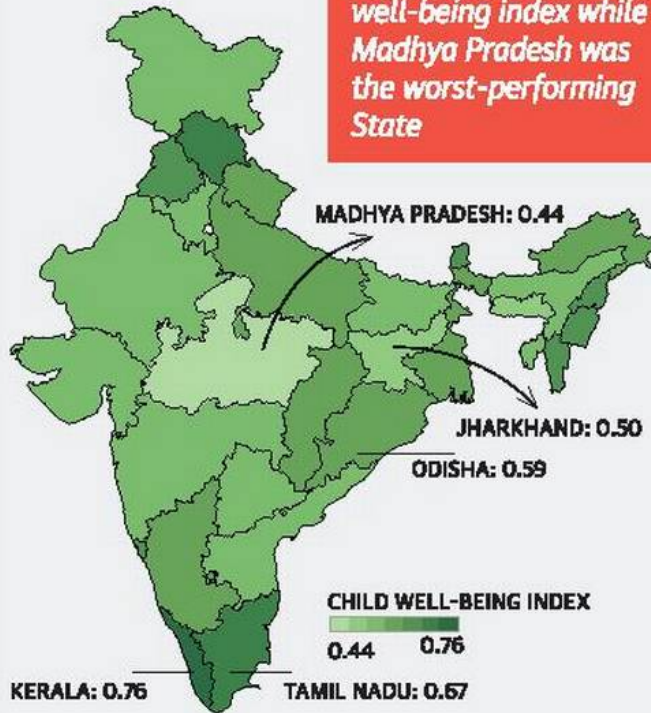 well-being index while
Madhya Pradesh was
the worst-performing
State
MADHYA PRADESH: 0.44
JHARKHAND: 0.50
ODISHA: 0.59
CHILD WELL-BEING INDEX
0.44 0.76
KERALA: 0.76 TAMIL NADU: 0.67